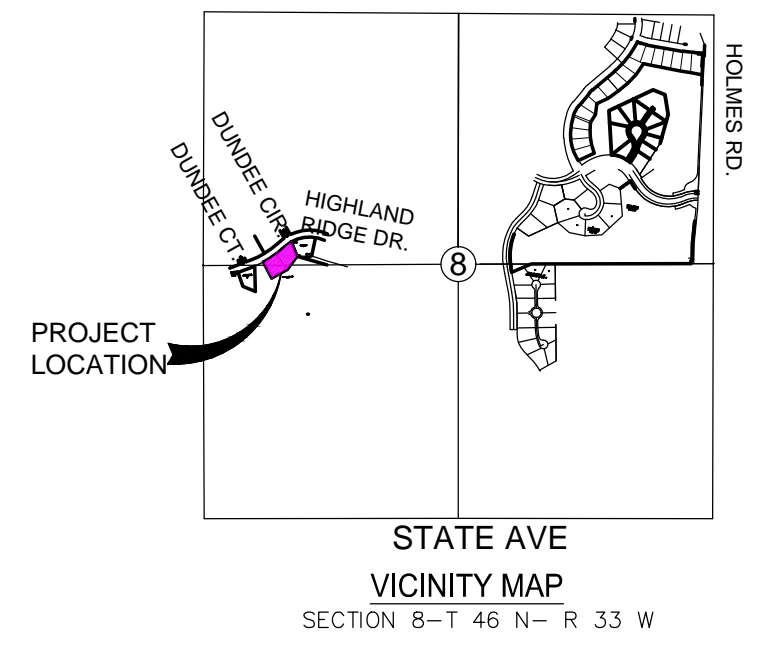 HOLMES RD.
DUNDEE CIR.
DUNDEE CT.
HIGHLAND
RIDGE DR.
8
PROJECT
LOCATION
STATE AVE
VICINITY MAP
SECTION 8-T 46 N- R 33 W